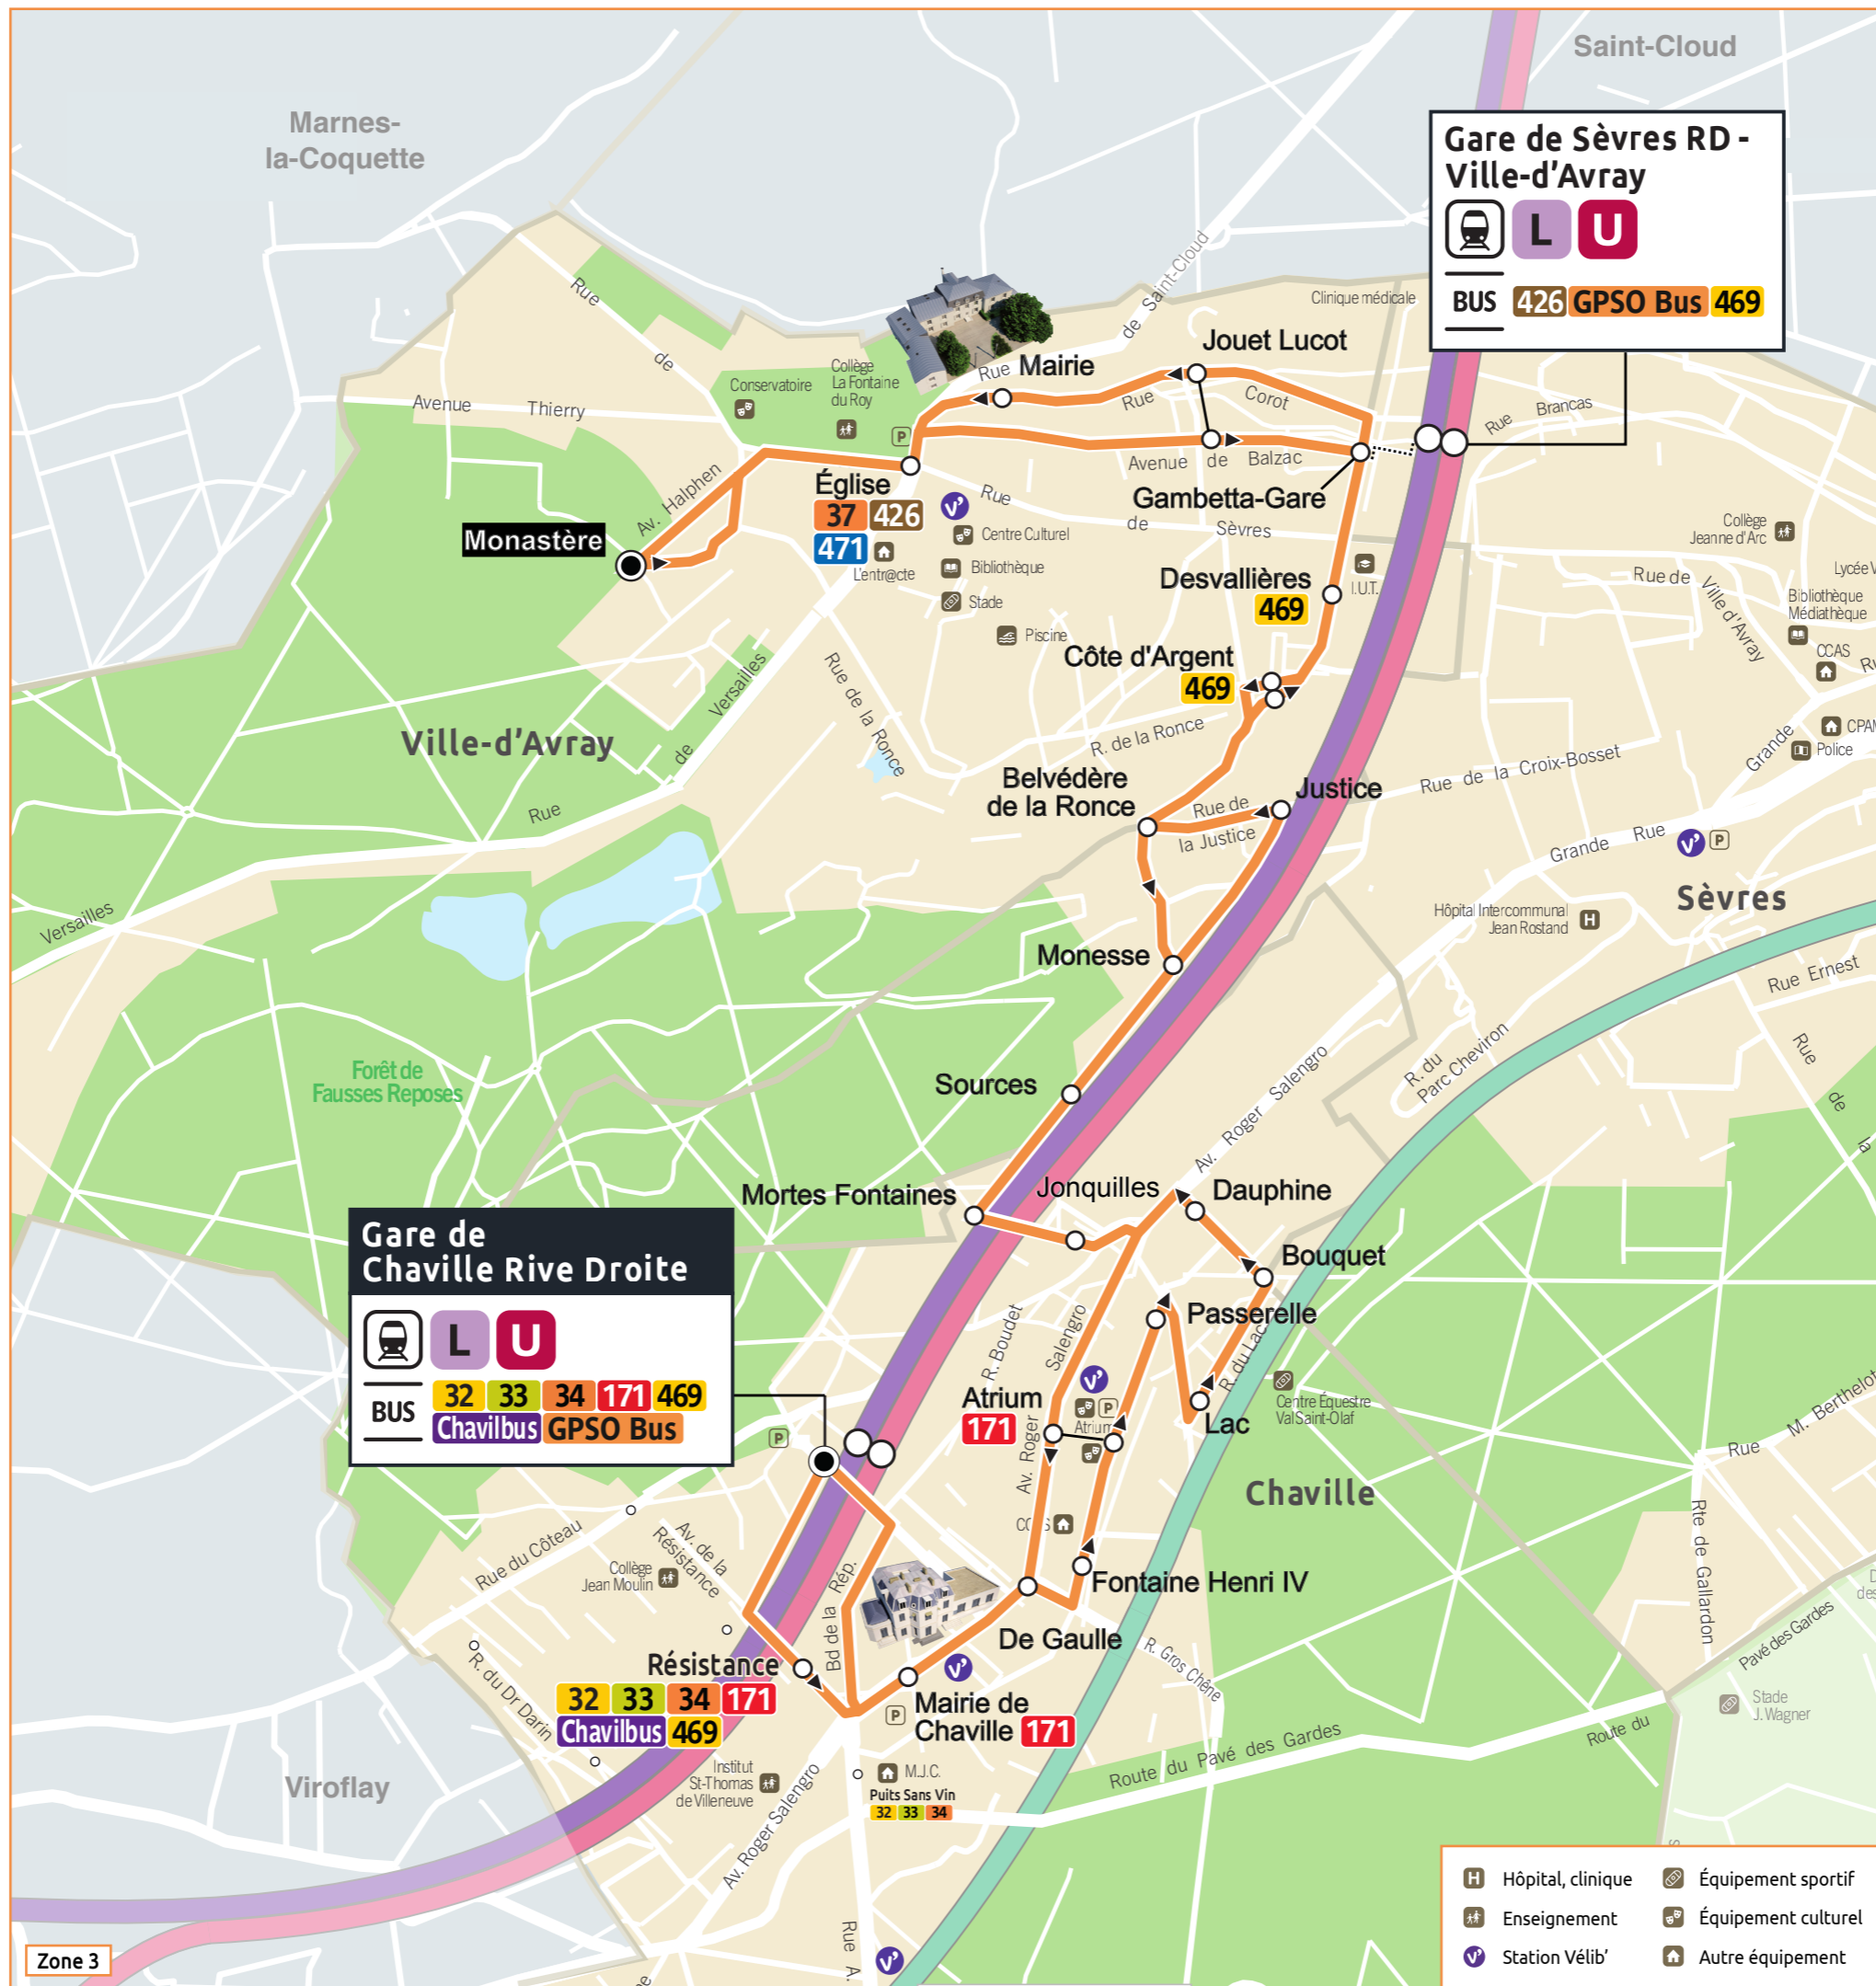 Saint-Cloud
Marnes-
la-Coquette
Gare de Sèvres RD -
Ville-d'Avray
L U
BUS 426 GPSO Bus 469
Rue
de
de Saint-Cloud
Clinique médicale
Jouet Lucot
Rue Mairie
Collège
La Fontaine
du Roy
Conservatoire
P
Avenue Thierry
Rue Corot
Rue Brancas
Avenue de Balzac
Gambetta-Gare
Av. Halphen
Église
37 426
471
L'entr@cte
V'
Rue
de Sèvres
Centre Culturel
Bibliothèque
Stade
Piscine
Monastère
Collège
Jeanne d'Arc
Desvallières
469
I.U.T.
Rue de
Ville d'Avray
Lycée V
Bibliothèque
Médiathèque
CCAS
Côte d'Argent
469
Rue de la Ronce
R. de la Ronce
Ville-d'Avray
Rue
de
Versailles
Versailles
CPAM
Police
Grande
Rue de la Croix-Bosset
Belvédère
de la Ronce
Justice
Rue de
la Justice
Grande Rue
V' P
Sèvres
Hôpital Intercommunal
Jean Rostand
H
Monesse
Rue Ernest
Rue
de
la
R. du
Parc Cheviron
Forêt de
Fausses Reposes
Sources
Av. Roger Salengro
Mortes Fontaines
Jonquilles
Dauphine
Bouquet
Passerelle
Gare de
Chaville Rive Droite
L U
BUS 32 33 34 171 469
Chavilbus GPSO Bus
R. Boudet
Av. Roger Salengro
R. du Lac
Atrium
171
V'
P
Atrium
Lac
Centre Équestre
Val Saint-Olaf
M. Berthelot
Rue
P
Chaville
Rte de Gallardon
Rue du Côteau
Av. de la
Résistance
Collège
Jean Moulin
Bd de la Rép.
Fontaine Henri IV
De Gaulle
R. Gros Chêne
Pavé des Gardes
R. du Dr Darin
Résistance
32 33 34 171
Chavilbus 469
V'
P
Mairie de
Chaville 171
Stade
J. Wagner
Route du Pavé des Gardes
Route du
Viroflay
Institut
St-Thomas
de Villeneuve
M.J.C.
Puits Sans Vin
32 33 34
Av. Roger Salengro
Rue A.
V'
Zone 3
H Hôpital, clinique
Équipement sportif
Enseignement
Équipement culturel
V' Station Vélib'
Autre équipement